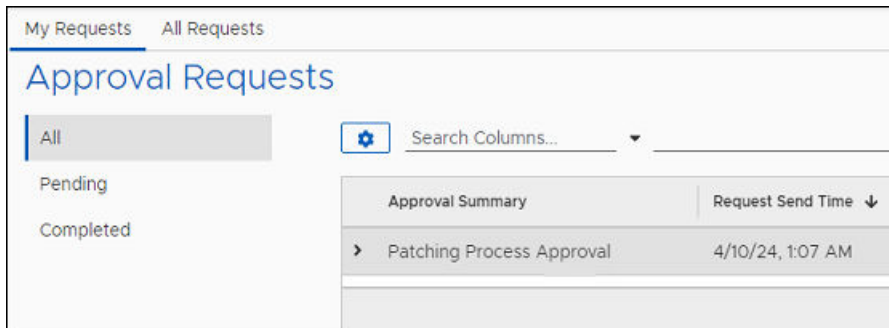 My Requests All Requests
Approval Requests
All
Search Columns...
Pending
Approval Summary Request Send Time
Completed
Patching Process Approval 4/10/24, 1:07 AM